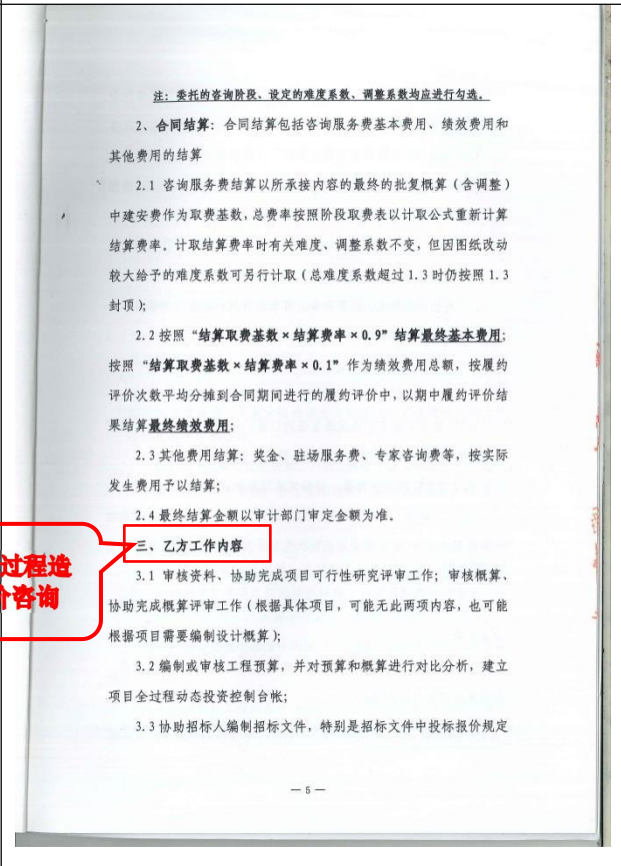 注：委托的咨询阶段、设定的难度系数、调整系数均应进行勾选。
2、合同结算：合同结算包括咨询服务费基本费用、绩效费用和
其他费用的结算
2.1 咨询服务费结算以所承接内容的最终的批复概算（含调整）
中建安费作为取费基数，总费率按照阶段取费表以计取公式重新计算
结算费率。计取结算费率时有关难度、调整系数不变，但因图纸改动
较大给予的难度系数可另行计取（总难度系数超过 1.3 时仍按照 1.3
封顶）；
2.2 按照“结算取费基数×结算费率×0.9”结算最终基本费用；
按照“结算取费基数×结算费率×0.1”作为绩效费用总额，按履约
评价次数平均分摊到合同期间进行的履约评价中，以期中履约评价结
果结算最终绩效费用；
2.3 其他费用结算：奖金、驻场服务费、专家咨询费等，按实际
发生费用予以结算；
2.4 最终结算金额以审计部门审定金额为准。
三、乙方工作内容
过程造
价咨询
3.1 审核资料、协助完成项目可行性研究评审工作；审核概算、
协助完成概算评审工作（根据具体项目，可能无此两项内容，也可能
根据项目需要编制设计概算）；
3.2 编制或审核工程预算，并对预算和概算进行对比分析，建立
项目全过程动态投资控制台帐；
3.3 协助招标人编制招标文件，特别是招标文件中投标报价规定
— 5 —